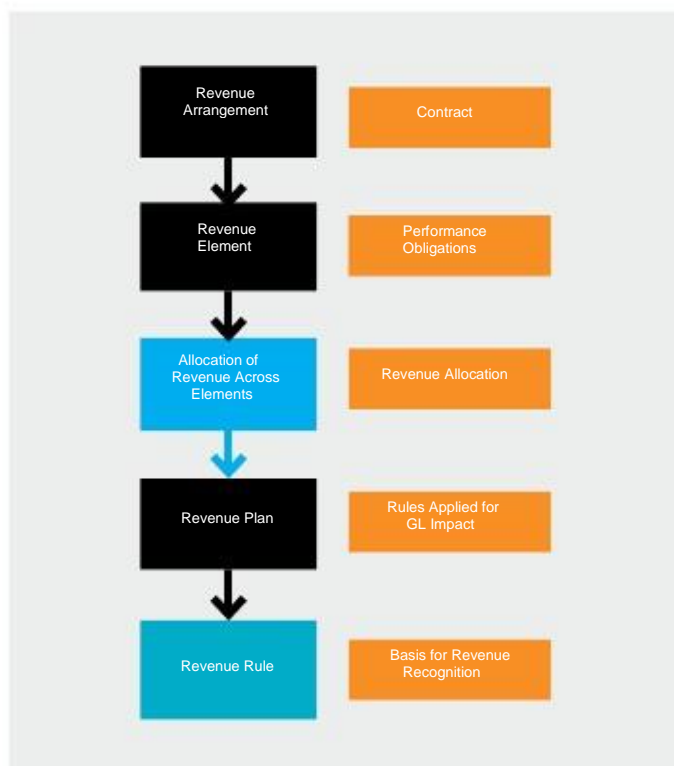 Revenue
Arrangement
Contract
Revenue
Element
Performance
Obligations
Allocation of
Revenue Across
Elements
Revenue Allocation
Revenue Plan
Rules Applied for
GL Impact
Revenue Rule
Basis for Revenue
Recognition